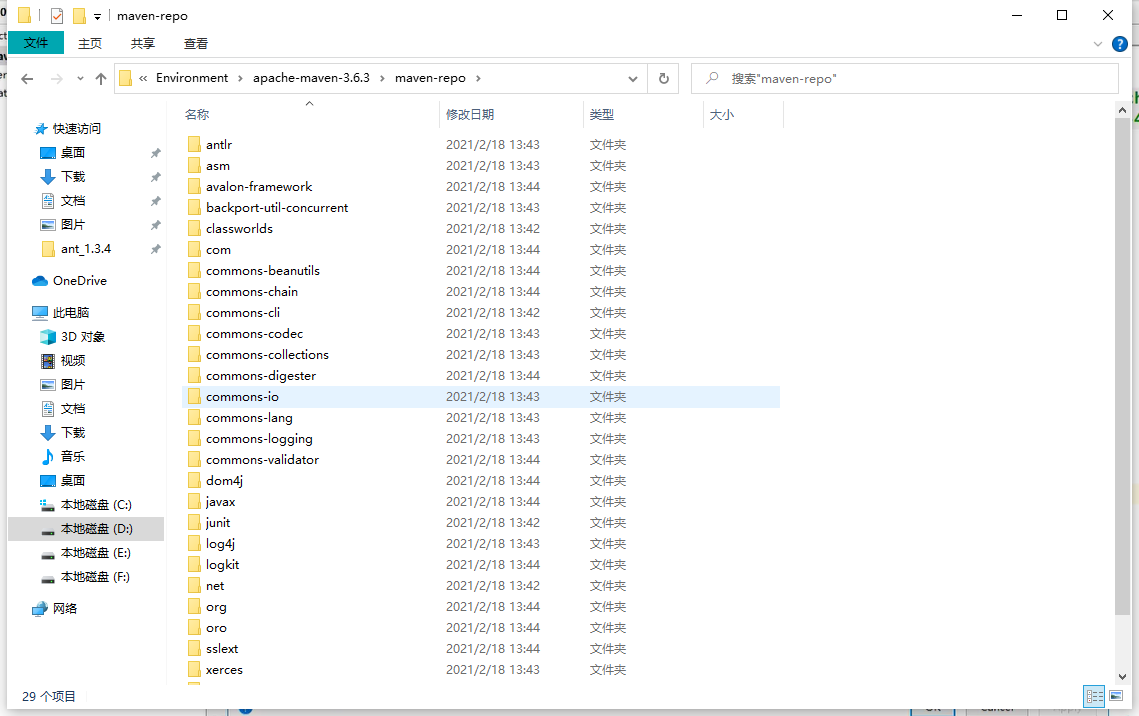 maven-repo
文件 主页 共享 查看
« Environment › apache-maven-3.6.3 › maven-repo ›
搜索"maven-repo"
名称 修改日期 类型 大小
快速访问
桌面
下载
文档
图片
ant_1.3.4
OneDrive
此电脑
3D 对象
视频
图片
文档
下载
音乐
桌面
本地磁盘 (C:)
本地磁盘 (D:)
本地磁盘 (E:)
本地磁盘 (F:)
网络
antlr 2021/2/18 13:43 文件夹
asm 2021/2/18 13:43 文件夹
avalon-framework 2021/2/18 13:44 文件夹
backport-util-concurrent 2021/2/18 13:43 文件夹
classworlds 2021/2/18 13:42 文件夹
com 2021/2/18 13:44 文件夹
commons-beanutils 2021/2/18 13:44 文件夹
commons-chain 2021/2/18 13:44 文件夹
commons-cli 2021/2/18 13:42 文件夹
commons-codec 2021/2/18 13:43 文件夹
commons-collections 2021/2/18 13:43 文件夹
commons-digester 2021/2/18 13:44 文件夹
commons-io 2021/2/18 13:43 文件夹
commons-lang 2021/2/18 13:43 文件夹
commons-logging 2021/2/18 13:43 文件夹
commons-validator 2021/2/18 13:44 文件夹
dom4j 2021/2/18 13:44 文件夹
javax 2021/2/18 13:44 文件夹
junit 2021/2/18 13:42 文件夹
log4j 2021/2/18 13:43 文件夹
logkit 2021/2/18 13:44 文件夹
net 2021/2/18 13:42 文件夹
org 2021/2/18 13:44 文件夹
oro 2021/2/18 13:44 文件夹
sslext 2021/2/18 13:44 文件夹
xerces 2021/2/18 13:43 文件夹
29 个项目